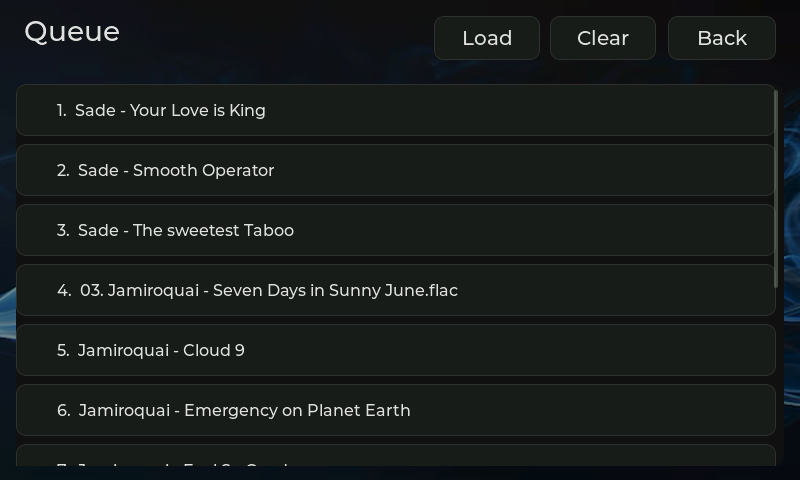 Queue
Load
Clear
Back
1. Sade - Your Love is King
2. Sade - Smooth Operator
3. Sade - The sweetest Taboo
4. 03. Jamiroquai - Seven Days in Sunny June.flac
5. Jamiroquai - Cloud 9
6. Jamiroquai - Emergency on Planet Earth